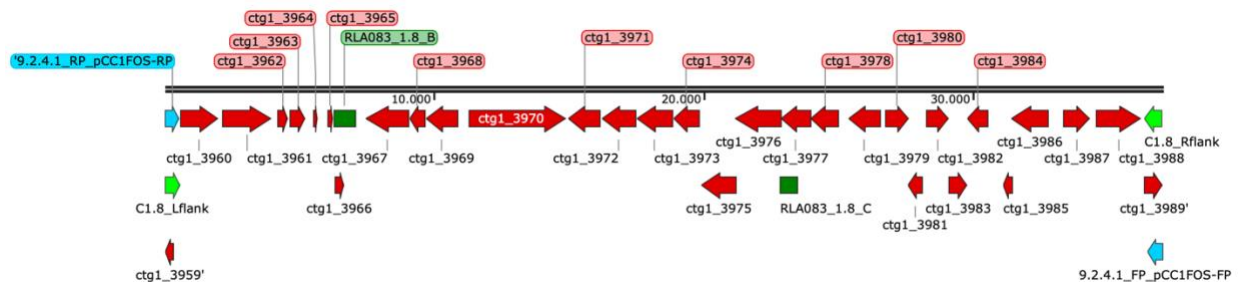 ctg1_3964
ctg1_3965
ctg1_3963
RLA083_1.8_B
ctg1_3971
ctg1_3980
'9.2.4.1_RP_pCC1FOS-RP
ctg1_3962
ctg1_3968
ctg1_3974
ctg1_3978
ctg1_3984
10.000
20.000
30.000
ctg1_3970
ctg1_3960
ctg1_3961
ctg1_3967
ctg1_3969
ctg1_3972
ctg1_3973
ctg1_3976
ctg1_3977
ctg1_3979
ctg1_3982
ctg1_3986
ctg1_3987
C1.8_Rflank
ctg1_3988
C1.8_Lflank
ctg1_3966
ctg1_3975
RLA083_1.8_C
ctg1_3981
ctg1_3983
ctg1_3985
ctg1_3989'
ctg1_3959'
9.2.4.1_FP_pCC1FOS-FP